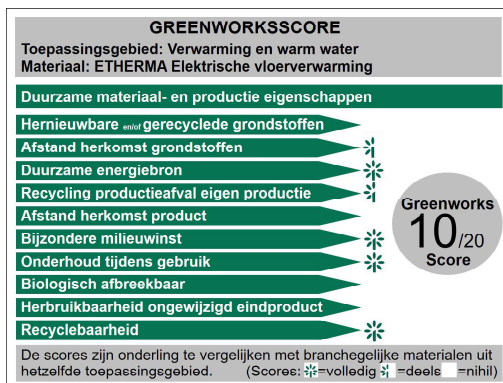 GREENWORKSSCORE
Toepassingsgebied: Verwarming en warm water
Materiaal: ETHERMA Elektrische vloerverwarming
Duurzame materiaal- en productie eigenschappen
Hernieuwbare en/of gerecyclede grondstoffen
Afstand herkomst grondstoffen
Duurzame energiebron
Recycling productieafval eigen productie
Afstand herkomst product
Bijzondere milieuwinst
Onderhoud tijdens gebruik
Biologisch afbreekbaar
Herbruikbaarheid ongewijzigd eindproduct
Recyclebaarheid
Greenworks
10/20
Score
De scores zijn onderling te vergelijken met branchegelijke materialen uit
hetzelfde toepassingsgebied. (Scores: =volledig =deels =nihil)